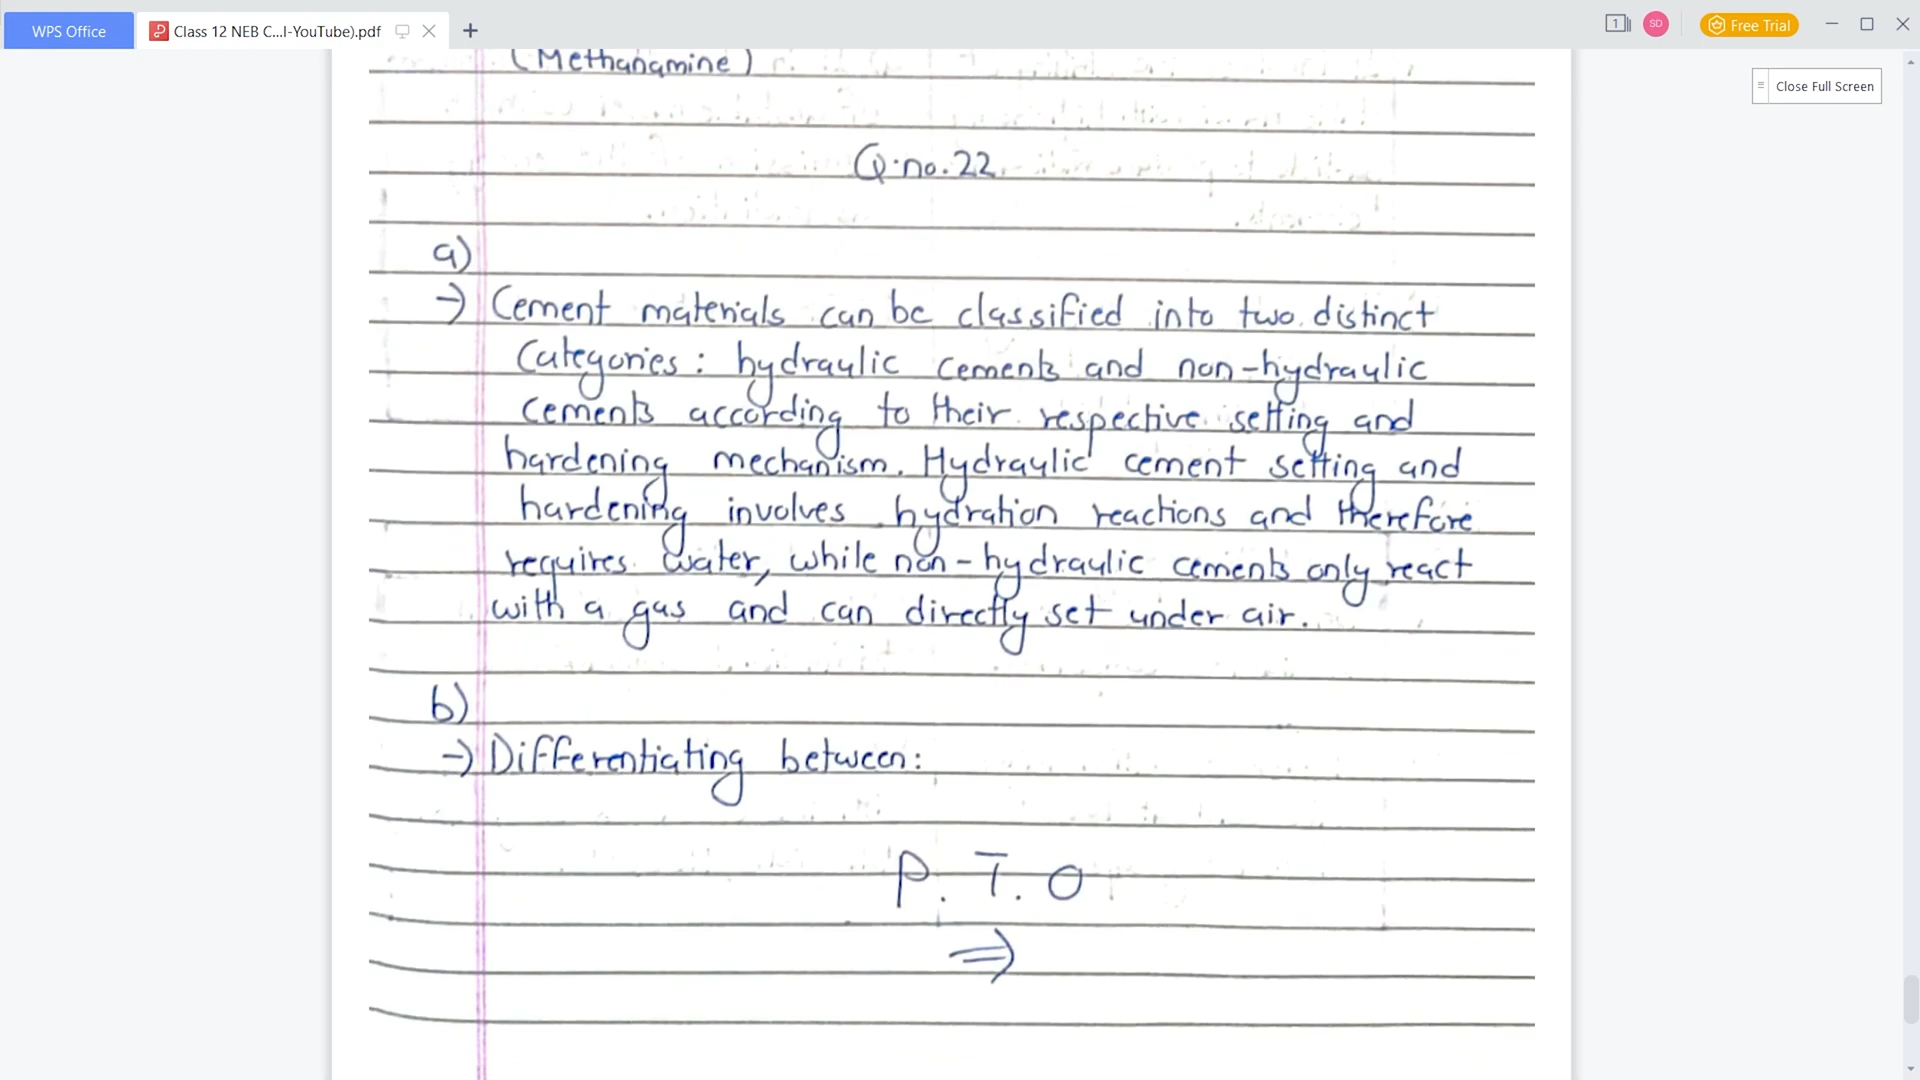 WPS Office
Class 12 NEB C...I-YouTube).pdf
1
SD
Free Trial
Close Full Screen
(Methanamine)
Q.no.22
a)
→ Cement materials can be classified into two distinct
Categories: hydraulic cements and non-hydraulic
cements according to their respective setting and
hardening mechanism. Hydraulic cement setting and
hardening involves hydration reactions and therefore
requires water, while non-hydraulic cements only react
with a gas and can directly set under air.
b)
→ Differentiating between:
P.T.O
⇒